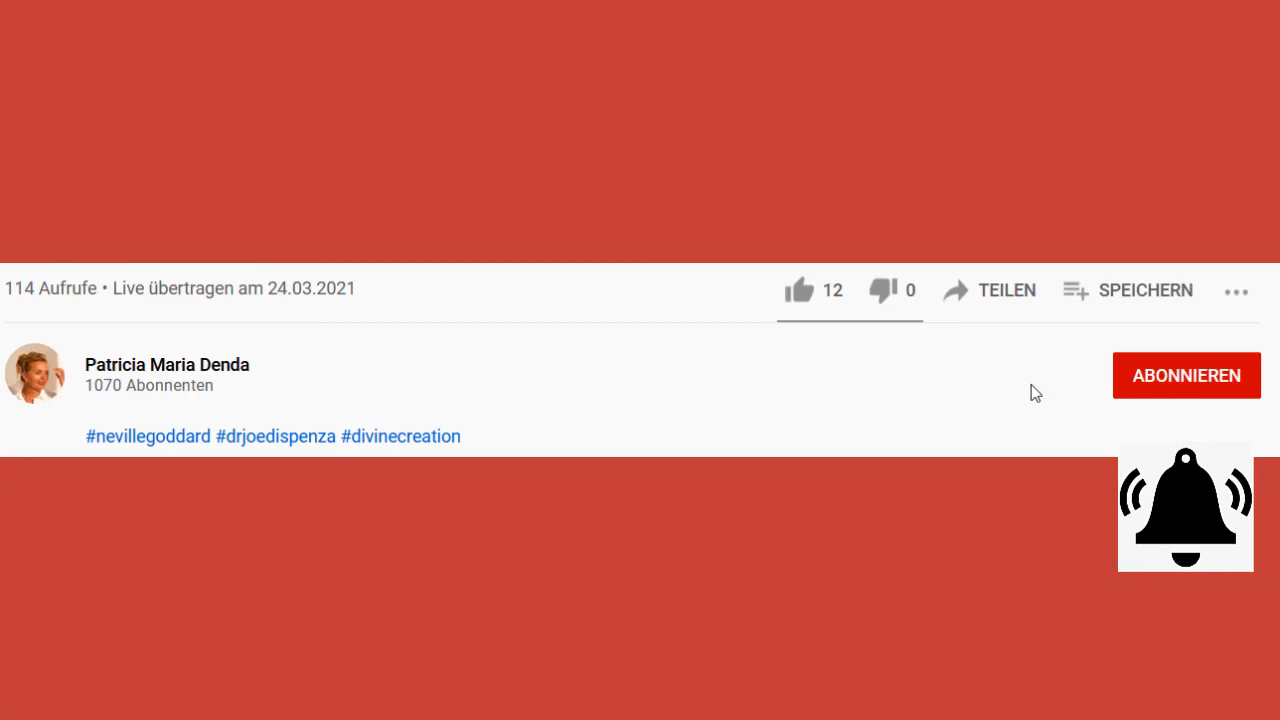 114 Aufrufe • Live übertragen am 24.03.2021
12 0 TEILEN SPEICHERN
Patricia Maria Denda
1070 Abonnenten
ABONNIEREN
#nevillegoddard #drjoedispenza #divinecreation